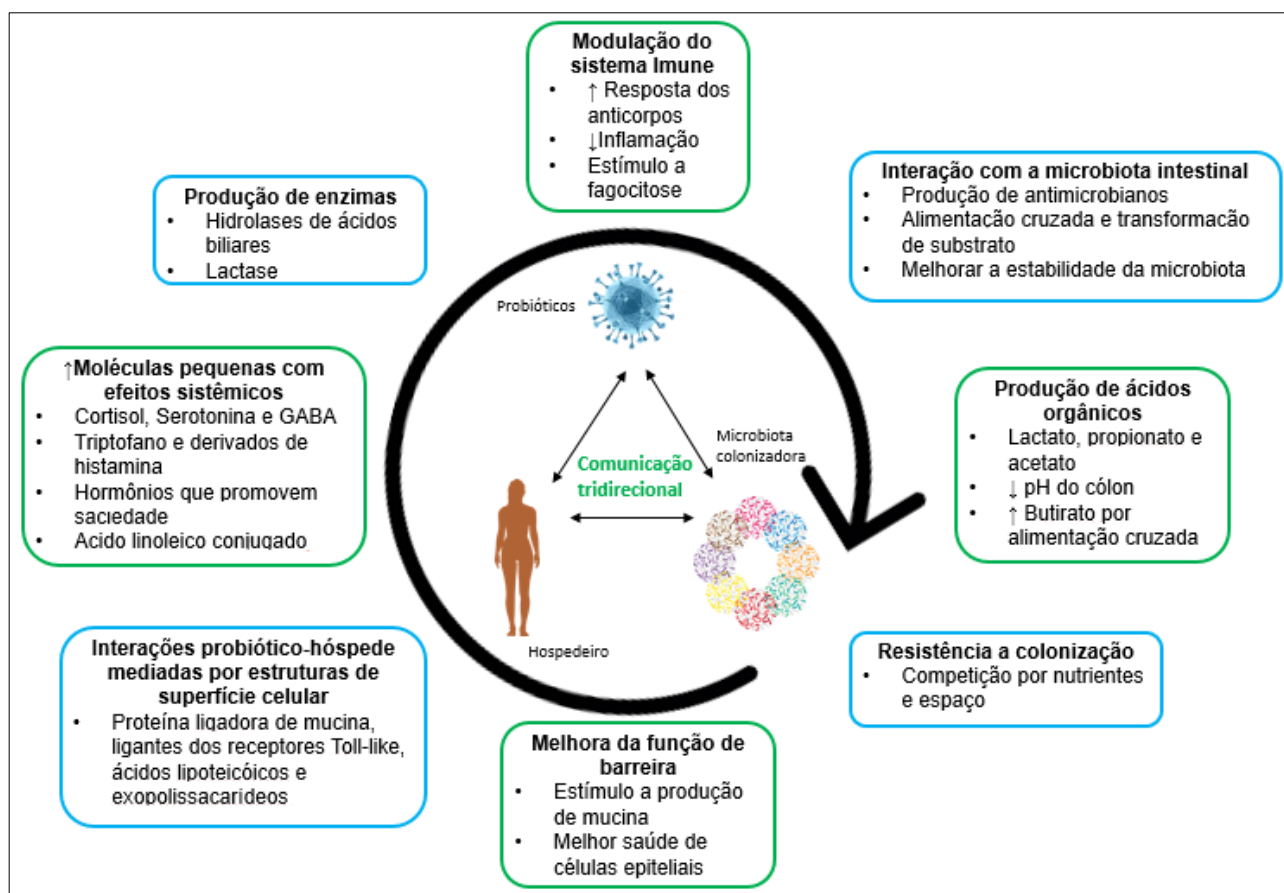 Modulação do
sistema Imune
• ↑ Resposta dos
anticorpos
• ↓Inflamação
• Estímulo a
fagocitose
Interação com a microbiota intestinal
• Produção de antimicrobianos
• Alimentação cruzada e transformação
de substrato
• Melhorar a estabilidade da microbiota
Produção de ácidos
orgânicos
• Lactato, propionato e
acetato
• ↓ pH do cólon
• ↑ Butirato por
alimentação cruzada
Resistência a colonização
• Competição por nutrientes
e espaço
Melhora da função de
barreira
• Estímulo a produção
de mucina
• Melhor saúde de
células epiteliais
Interações probiótico-hóspede
mediadas por estruturas de
superfície celular
• Proteína ligadora de mucina,
ligantes dos receptores Toll-like,
ácidos lipoteicóicos e
exopolissacarideos
↑Moléculas pequenas com
efeitos sistêmicos
• Cortisol, Serotonina e GABA
• Triptofano e derivados de
histamina
• Hormônios que promovem
saciedade
• Acido linoleico conjugado
Produção de enzimas
• Hidrolases de ácidos
biliares
• Lactase
Probióticos
Microbiota
colonizadora
Comunicação
tridirecional
Hospedeiro